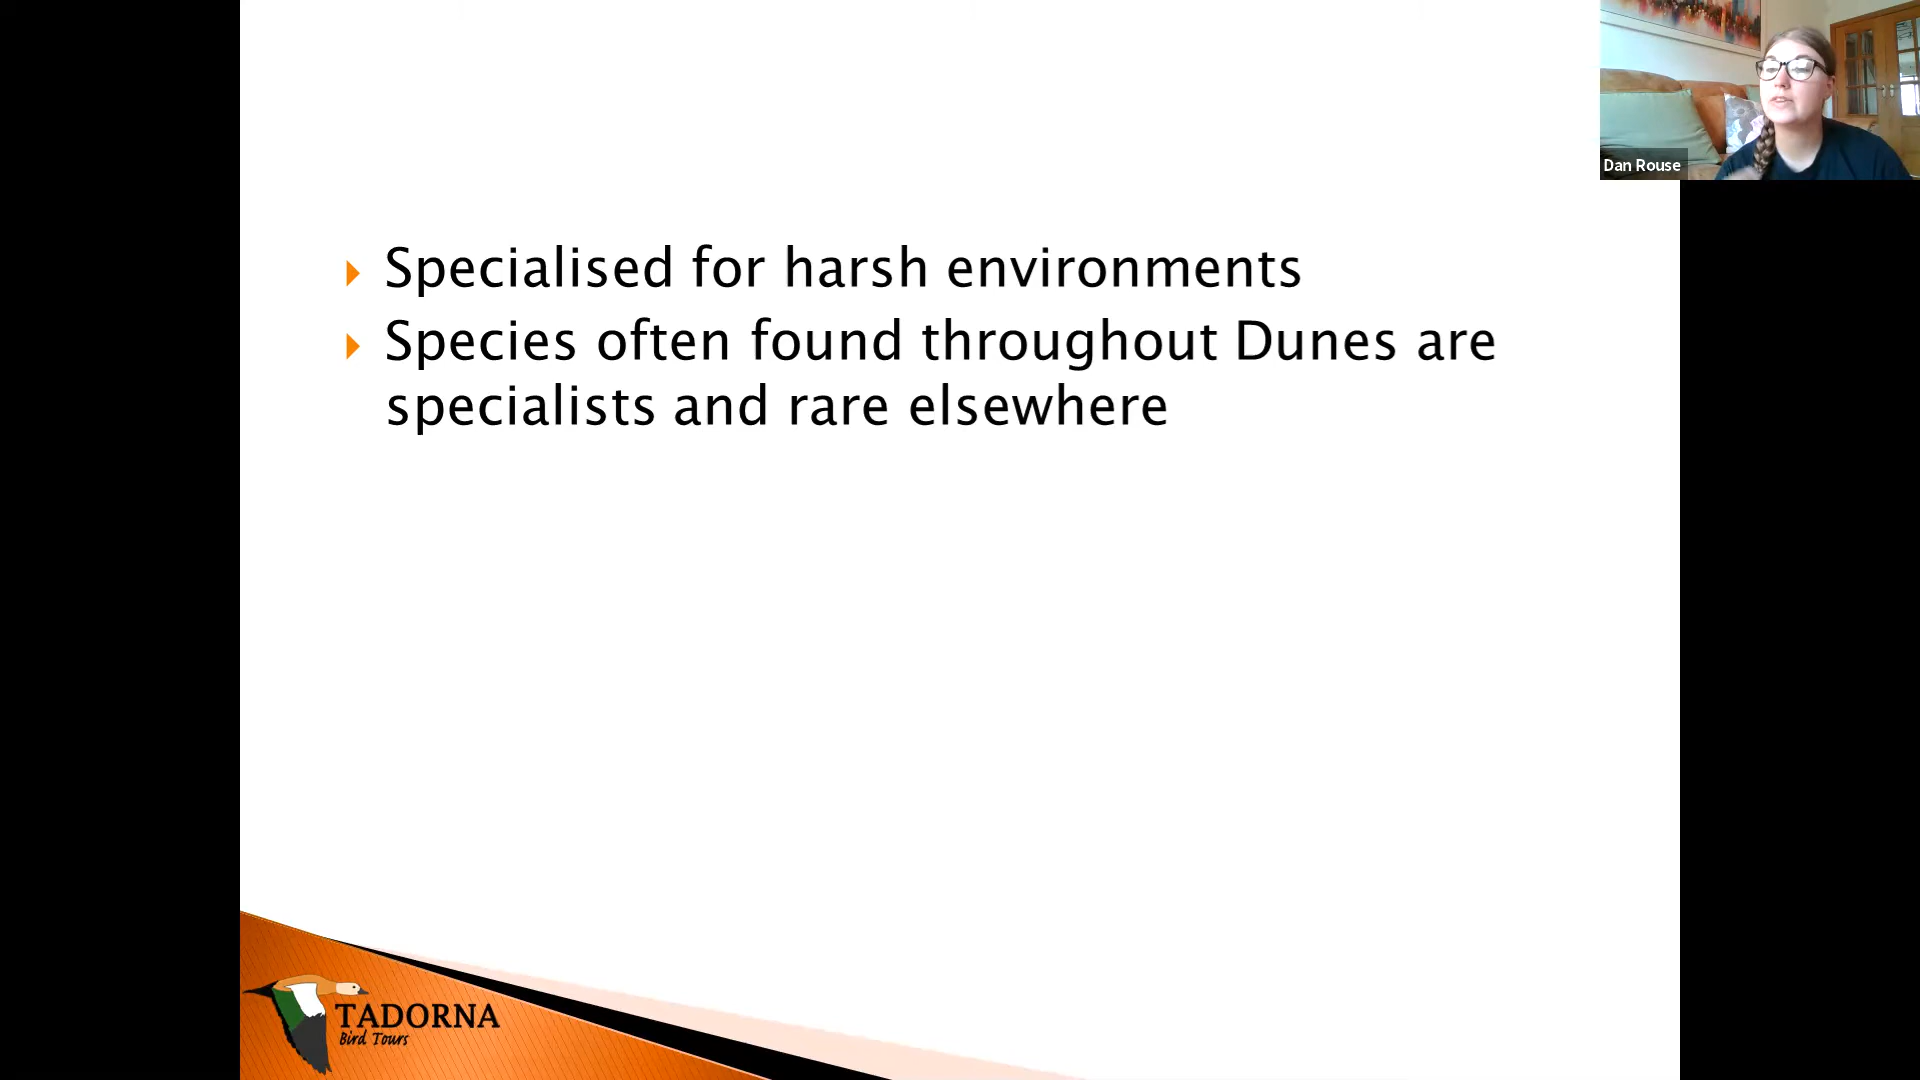 Dan Rouse
Specialised for harsh environments
Species often found throughout Dunes are
specialists and rare elsewhere
TADORNA
Bird Tours